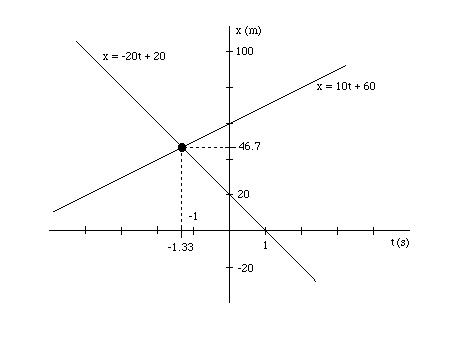 x (m)
100
x = -20t + 20
x = 10t + 60
46.7
20
-1
-1.33
1
t (s)
-20